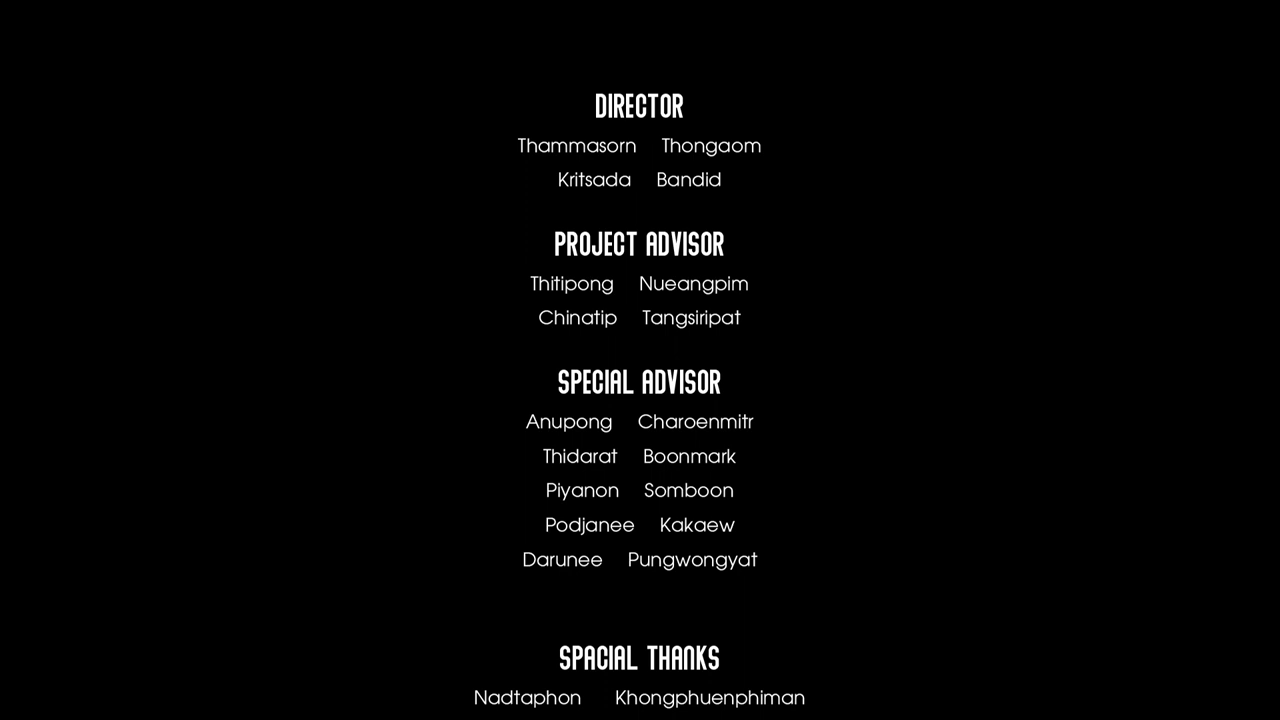 DIRECTOR
Thammasorn Thongaom
Kritsada Bandid
PROJECT ADVISOR
Thitipong Nueangpim
Chinatip Tangsiripat
SPECIAL ADVISOR
Anupong Charoenmitr
Thidarat Boonmark
Piyanon Somboon
Podjanee Kakaew
Darunee Pungwongyat
SPACIAL THANKS
Nadtaphon Khongphuenphiman